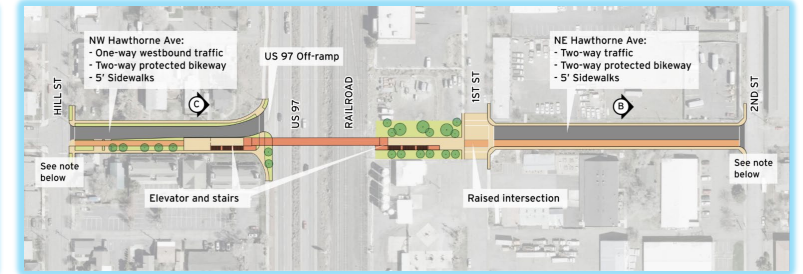 NW Hawthorne Ave:
- One-way westbound traffic
- Two-way protected bikeway
- 5' Sidewalks
US 97 Off-ramp
NE Hawthorne Ave:
- Two-way traffic
- Two-way protected bikeway
- 5' Sidewalks
HILL ST
C
US 97
RAILROAD
1ST ST
B
2ND ST
See note
below
Elevator and stairs
Raised intersection
See note
below